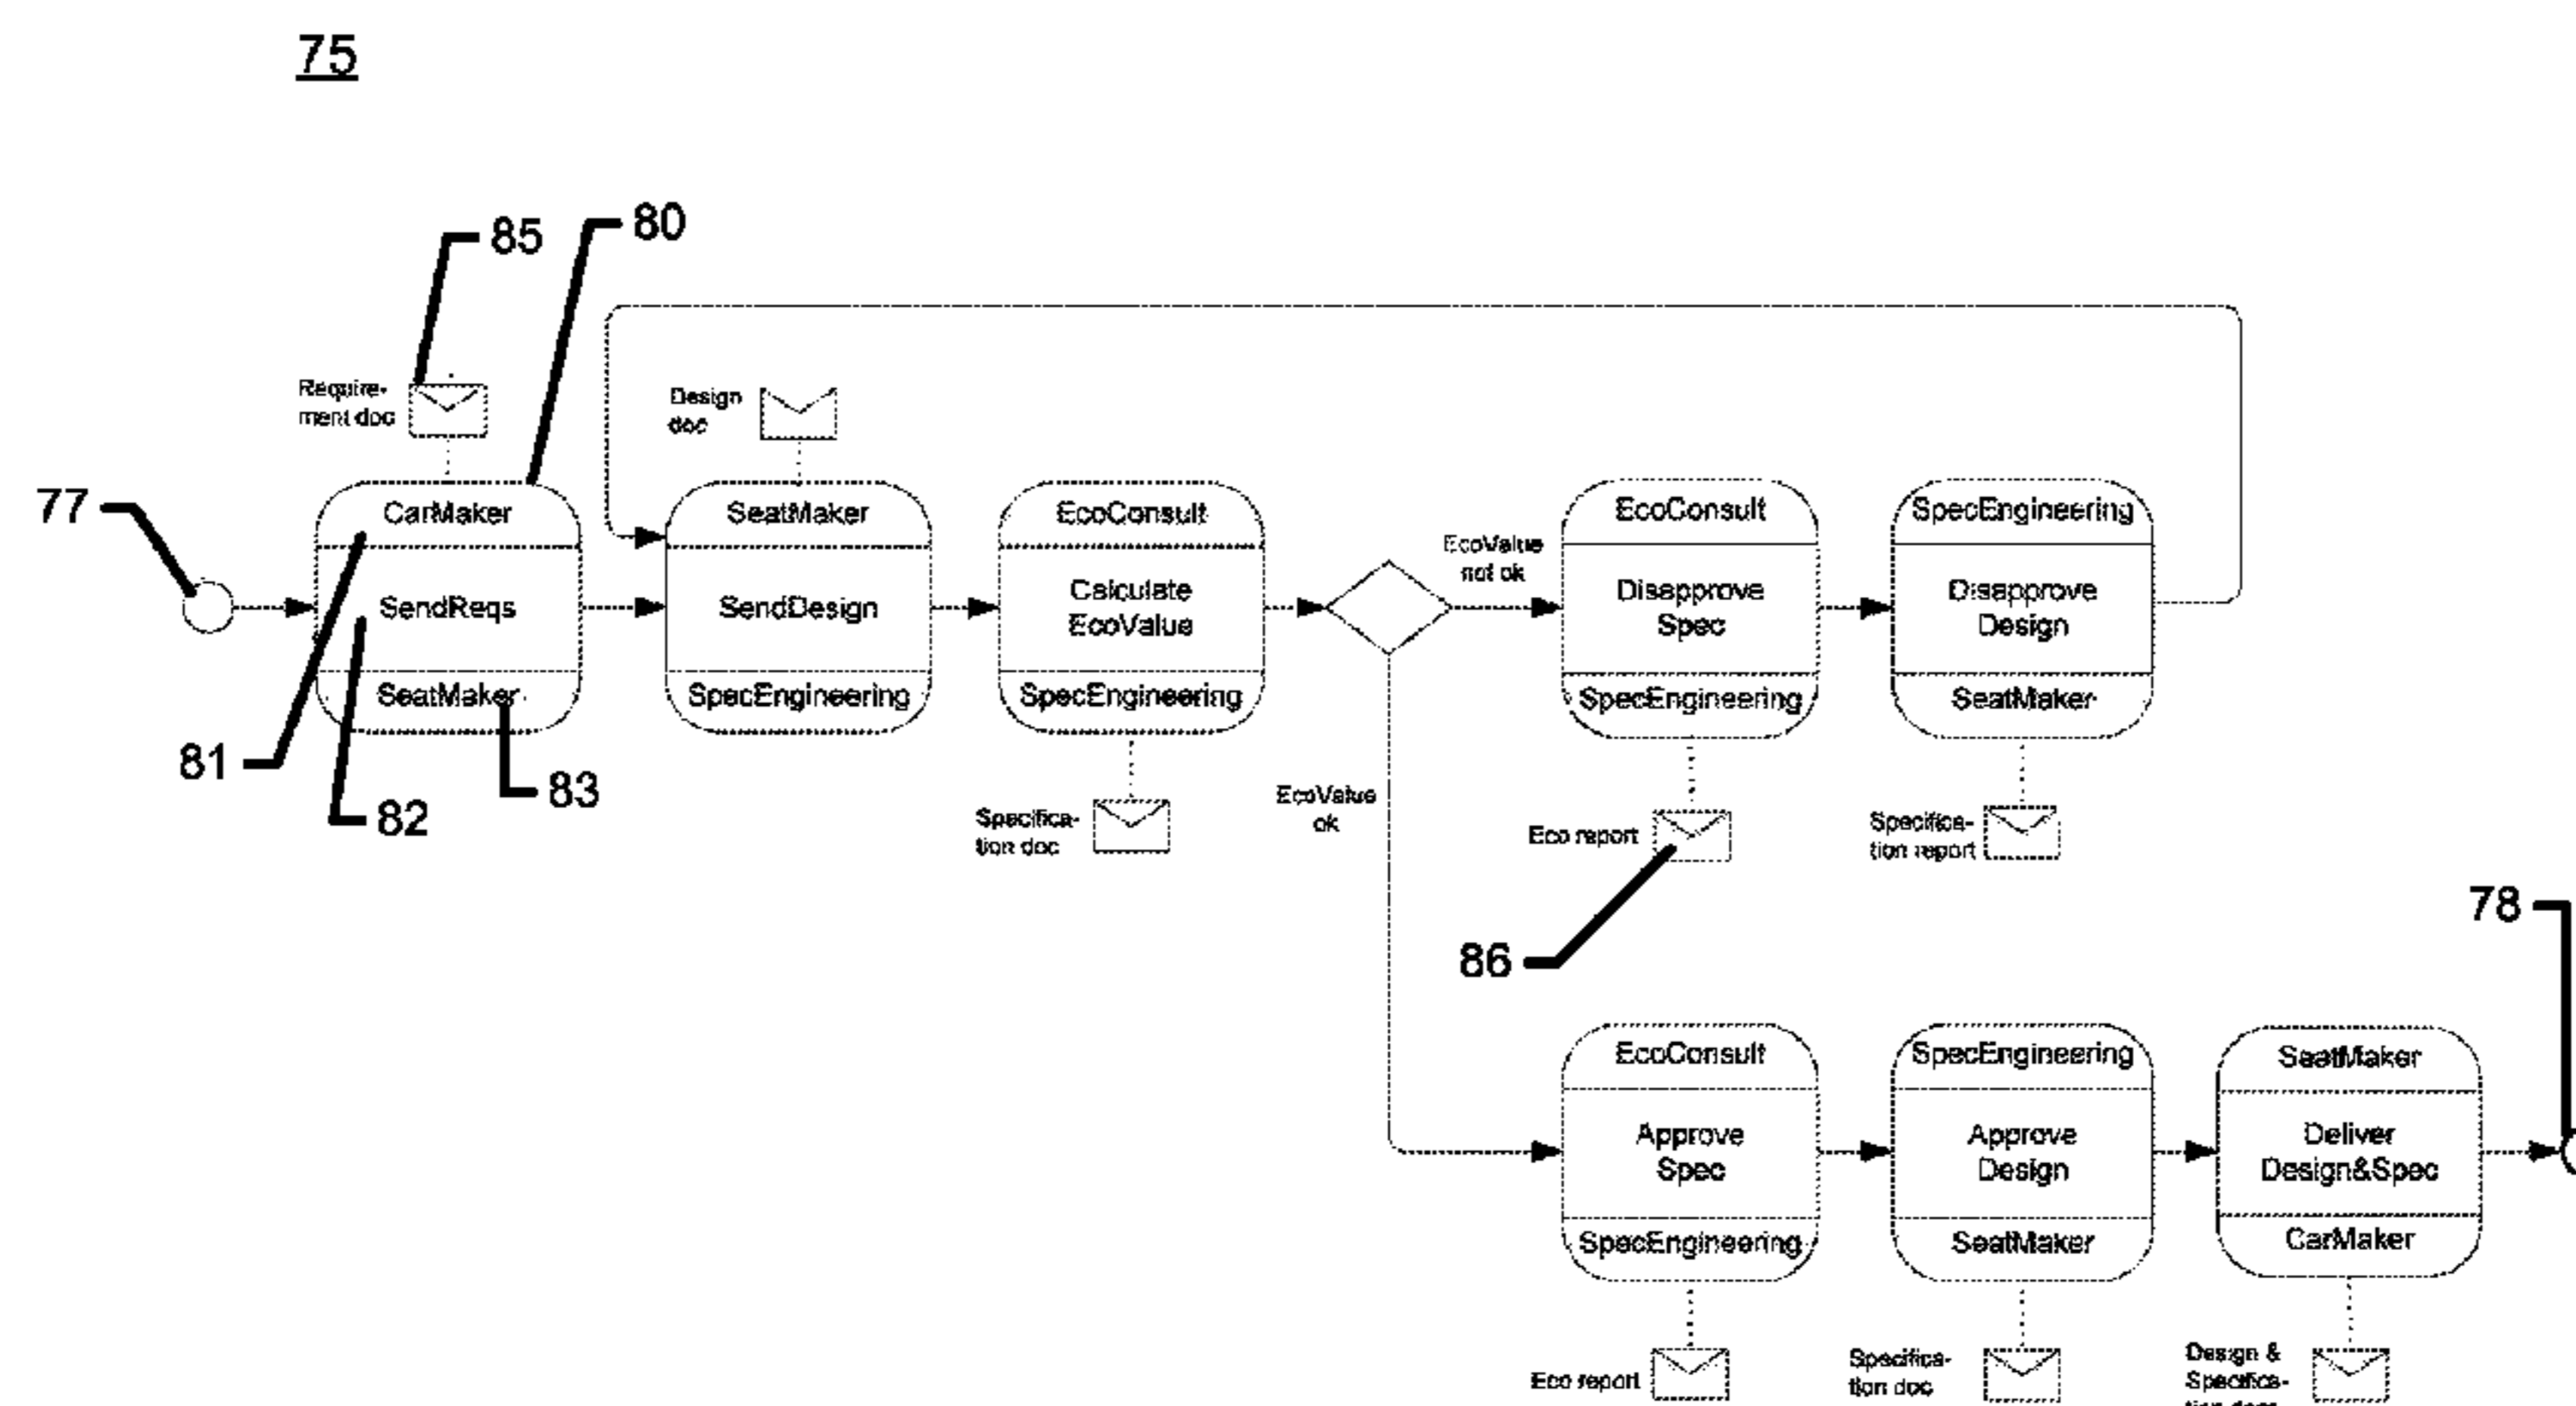 75
85
80
Require-
ment doc
Design
doc
77
CarMaker
SendReqs
SeatMaker
SeatMaker
SendDesign
SpecEngineering
EcoConsult
Calculate
EcoValue
SpecEngineering
EcoValue
not ok
EcoConsult
Disapprove
Spec
SpecEngineering
SpecEngineering
Disapprove
Design
SeatMaker
81
82
83
Specifica-
tion doc
EcoValue
ok
Eco report
Specifica-
tion report
86
78
EcoConsult
Approve
Spec
SpecEngineering
SpecEngineering
Approve
Design
SeatMaker
SeatMaker
Deliver
Design&Spec
CarMaker
Eco report
Specifica-
tion doc
Design &
Specifica-